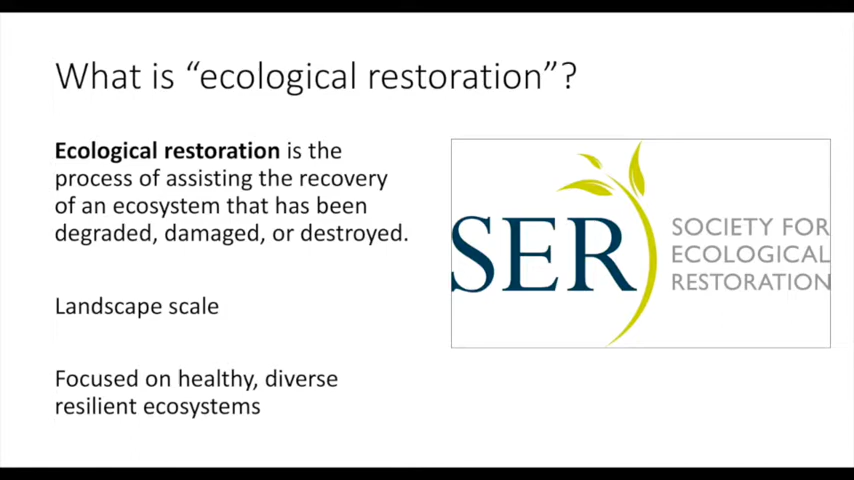 What is “ecological restoration”?
Ecological restoration is the
process of assisting the recovery
of an ecosystem that has been
degraded, damaged, or destroyed.
Landscape scale
Focused on healthy, diverse
resilient ecosystems
SER
SOCIETY FOR
ECOLOGICAL
RESTORATION